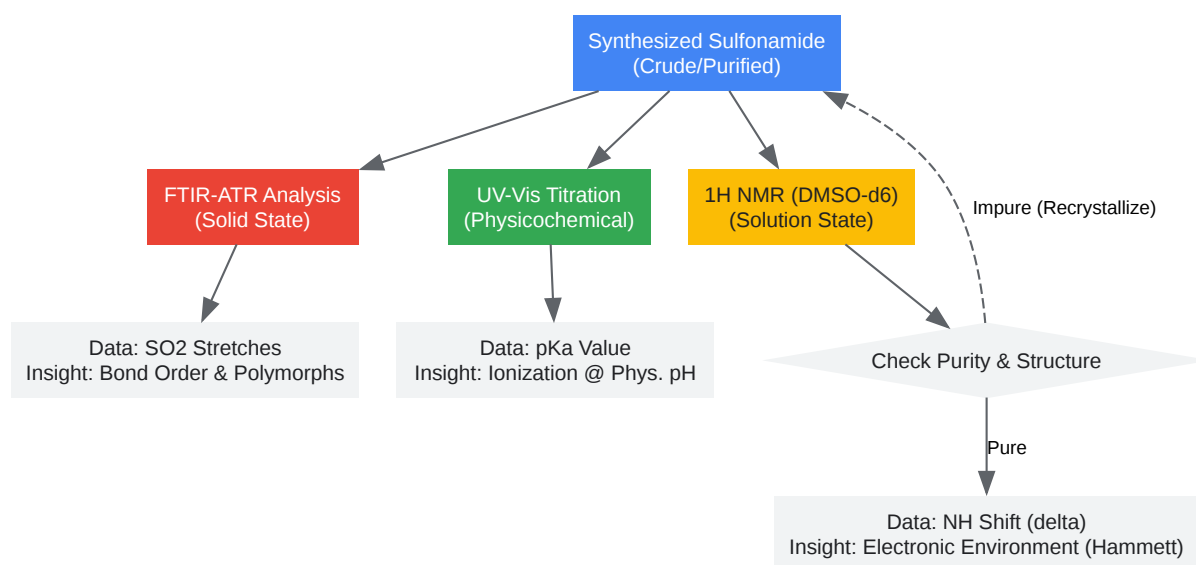 Synthesized Sulfonamide
(Crude/Purified)
FTIR-ATR Analysis
(Solid State)
UV-Vis Titration
(Physicochemical)
1H NMR (DMSO-d6)
(Solution State)
Impure (Recrystallize)
Data: SO2 Stretches
Insight: Bond Order & Polymorphs
Data: pKa Value
Insight: Ionization @ Phys. pH
Check Purity & Structure
Pure
Data: NH Shift (delta)
Insight: Electronic Environment (Hammett)